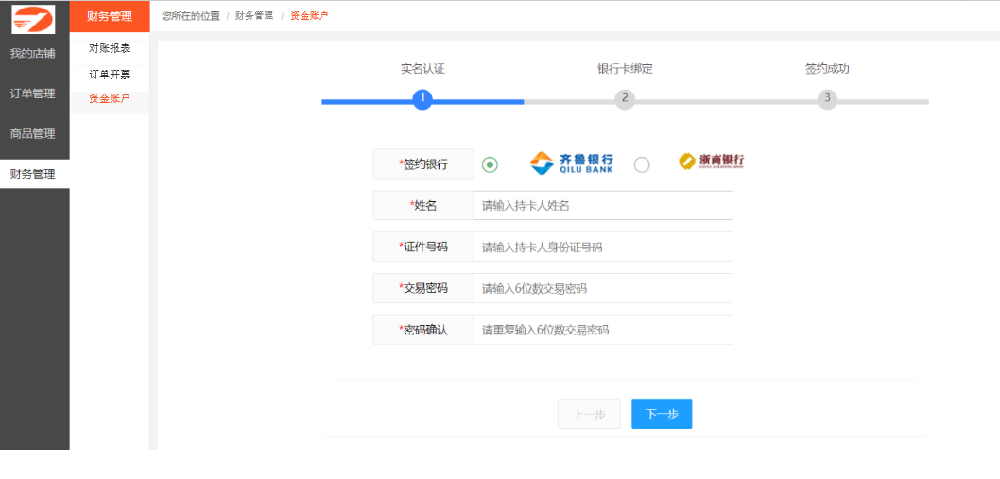 财务管理
您所在的位置 / 财务管理 / 资金账户
我的店铺
订单管理
商品管理
财务管理
对账报表
订单开票
资金账户
实名认证
银行卡绑定
签约成功
1
2
3
*签约银行
齐鲁银行
QILU BANK
浙商银行
*姓名
请输入持卡人姓名
*证件号码
请输入持卡人身份证号码
*交易密码
请输入6位数交易密码
*密码确认
请重复输入6位数交易密码
上一步
下一步